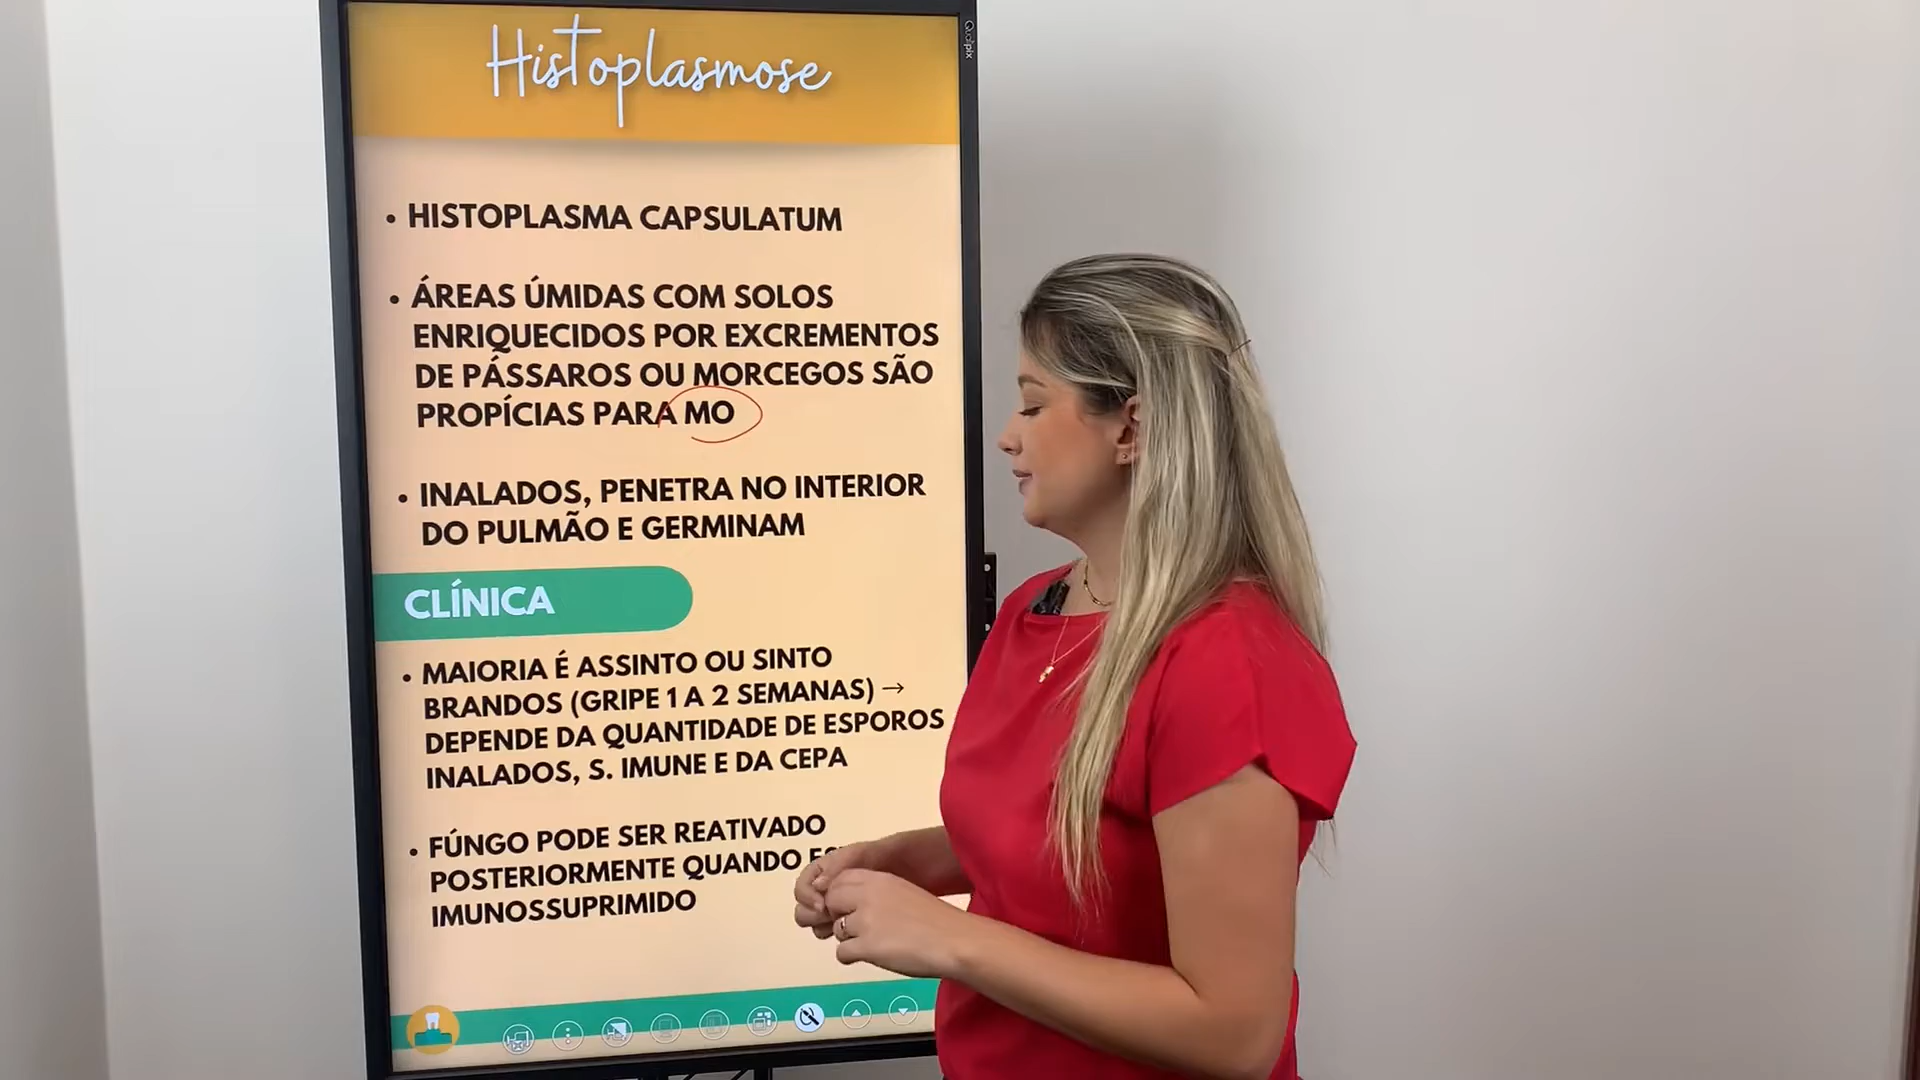 Histoplasmose
• HISTOPLASMA CAPSULATUM
• ÁREAS ÚMIDAS COM SOLOS
ENRIQUECIDOS POR EXCREMENTOS
DE PÁSSAROS OU MORCEGOS SÃO
PROPÍCIAS PARA MO
• INALADOS, PENETRA NO INTERIOR
DO PULMÃO E GERMINAM
CLÍNICA
• MAIORIA É ASSINTO OU SINTO
BRANDOS (GRIPE 1 A 2 SEMANAS) →
DEPENDE DA QUANTIDADE DE ESPOROS
INALADOS, S. IMUNE E DA CEPA
• FÚNGO PODE SER REATIVADO
POSTERIORMENTE QUANDO
IMUNOSSUPRIMIDO